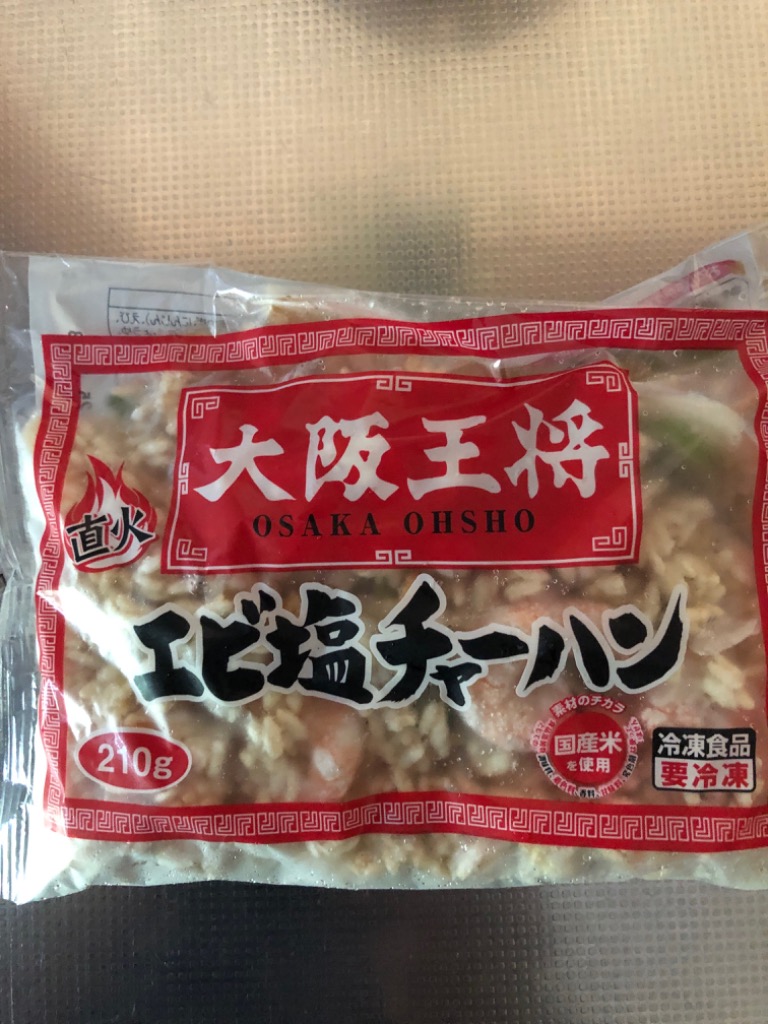 大阪王将
OSAKA OHSHO
直火
エビ塩チャーハン
210g
素材のチカラ
国産米
を使用
冷凍食品
要冷凍